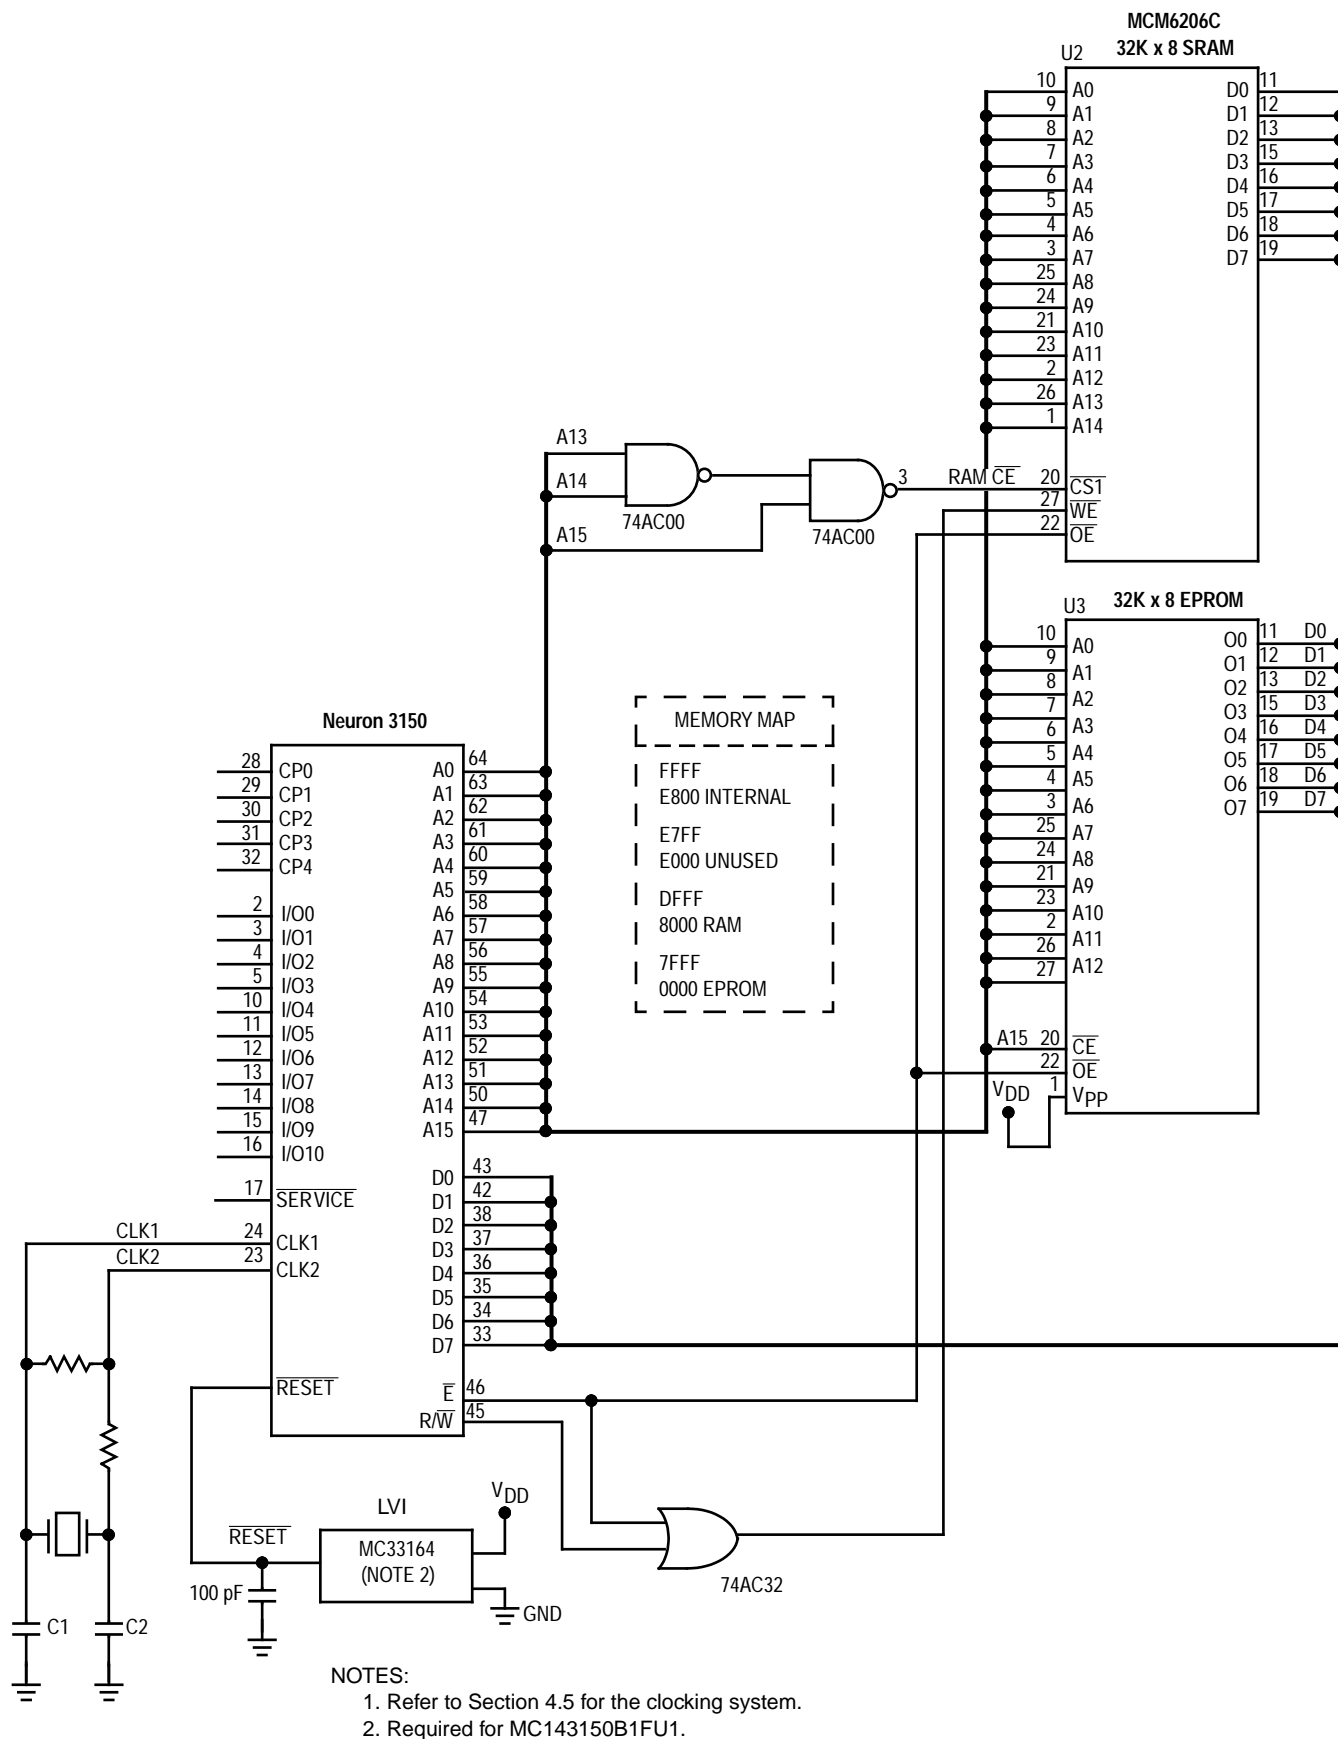 MCM6206C
32K x 8 SRAM
U2
10 A0 D0 11
9 A1 D1 12
8 A2 D2 13
7 A3 D3 15
6 A4 D4 16
5 A5 D5 17
4 A6 D6 18
3 A7 D7 19
25 A8
24 A9
21 A10
23 A11
2 A12
26 A13
1 A14
A13
A14
A15
74AC00
74AC00
3 RAM CE 20 CS1
27 WE
22 OE
U3 32K x 8 EPROM
10 A0 O0 11 D0
9 A1 O1 12 D1
8 A2 O2 13 D2
7 A3 O3 15 D3
6 A4 O4 16 D4
5 A5 O5 17 D5
4 A6 O6 18 D6
3 A7 O7 19 D7
25 A8
24 A9
21 A10
23 A11
2 A12
26
27
A15 20 CE
22 OE
VDD 1 VPP
MEMORY MAP
FFFF
E800 INTERNAL
E7FF
E000 UNUSED
DFFF
8000 RAM
7FFF
0000 EPROM
Neuron 3150
28 CP0 A0 64
29 CP1 A1 63
30 CP2 A2 62
31 CP3 A3 61
32 CP4 A4 60
A5 59
2 I/O0 A6 58
3 I/O1 A7 57
4 I/O2 A8 56
5 I/O3 A9 55
10 I/O4 A10 54
11 I/O5 A11 53
12 I/O6 A12 52
13 I/O7 A13 51
14 I/O8 A14 50
15 I/O9 A15 47
16 I/O10
D0 43
17 SERVICE D1 42
D2 38
CLK1 24 CLK1 D3 37
CLK2 23 CLK2 D4 36
D5 35
D6 34
D7 33
RESET E 46
R/W 45
LVI
VDD
RESET
MC33164
(NOTE 2)
100 pF
GND
74AC32
C1
C2
NOTES:
1. Refer to Section 4.5 for the clocking system.
2. Required for MC143150B1FU1.